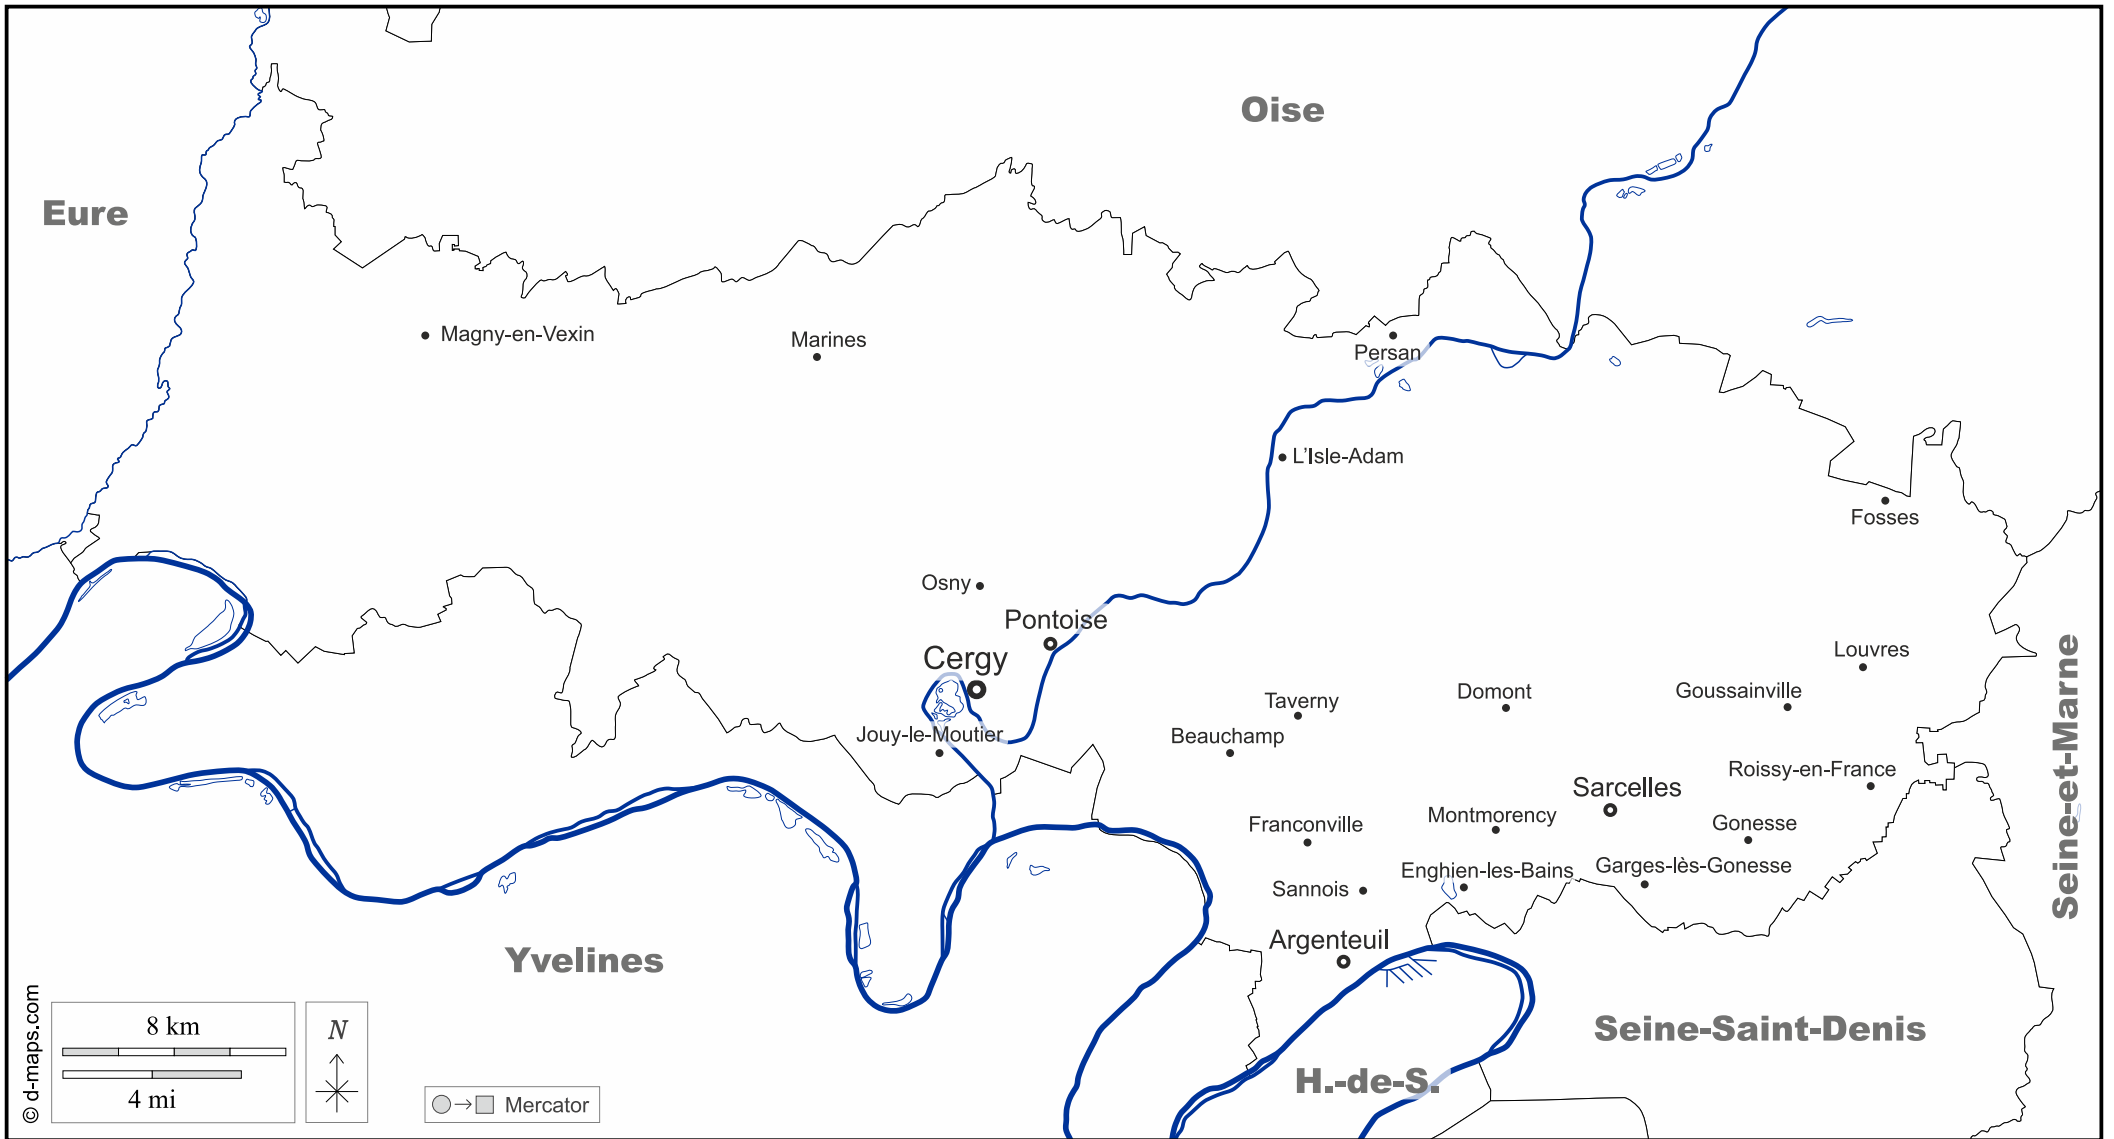 Oise
Eure
Magny-en-Vexin
Marines
Persan
L'Isle-Adam
Fosses
Osny
Pontoise
Cergy
Jouy-le-Moutier
Louvres
Taverny
Domont
Goussainville
Beauchamp
Roissy-en-France
Sarcelles
Montmorency
Gonesse
Franconville
Enghien-les-Bains
Garges-lès-Gonesse
Sannois
Argenteuil
Seine-et-Marne
Yvelines
Seine-Saint-Denis
H.-de-S.
© d-maps.com
8 km
4 mi
N
Mercator